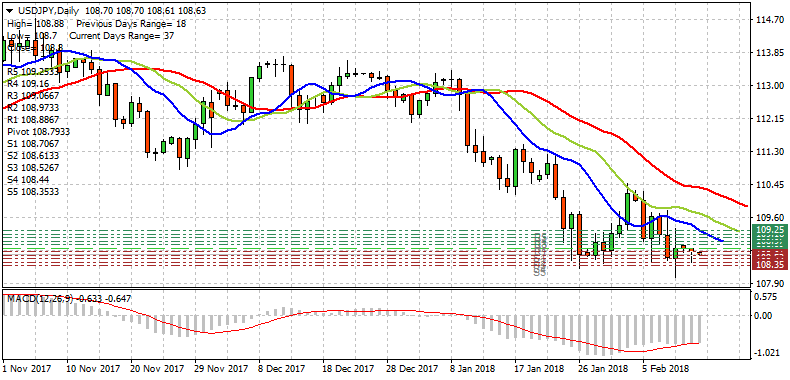 USDJPY,Daily 108.70 108.70 108.61 108.63
High= 108.88 Previous Days Range= 18
Low= 108.7 Current Days Range= 37
Close= 108.8
R5 109.2533
R4 109.16
R3 109.0667
R2 108.9733
R1 108.8867
Pivot 108.7933
S1 108.7067
S2 108.6133
S3 108.5267
S4 108.44
S5 108.3533
114.70
113.85
113.00
112.15
111.30
110.45
109.60
109.25
108.35
107.90
MACD(12,26,9) -0.633 -0.647
0.575
0.00
-1.021
1 Nov 2017 10 Nov 2017 20 Nov 2017 29 Nov 2017 8 Dec 2017 18 Dec 2017 28 Dec 2017 8 Jan 2018 17 Jan 2018 26 Jan 2018 5 Feb 2018